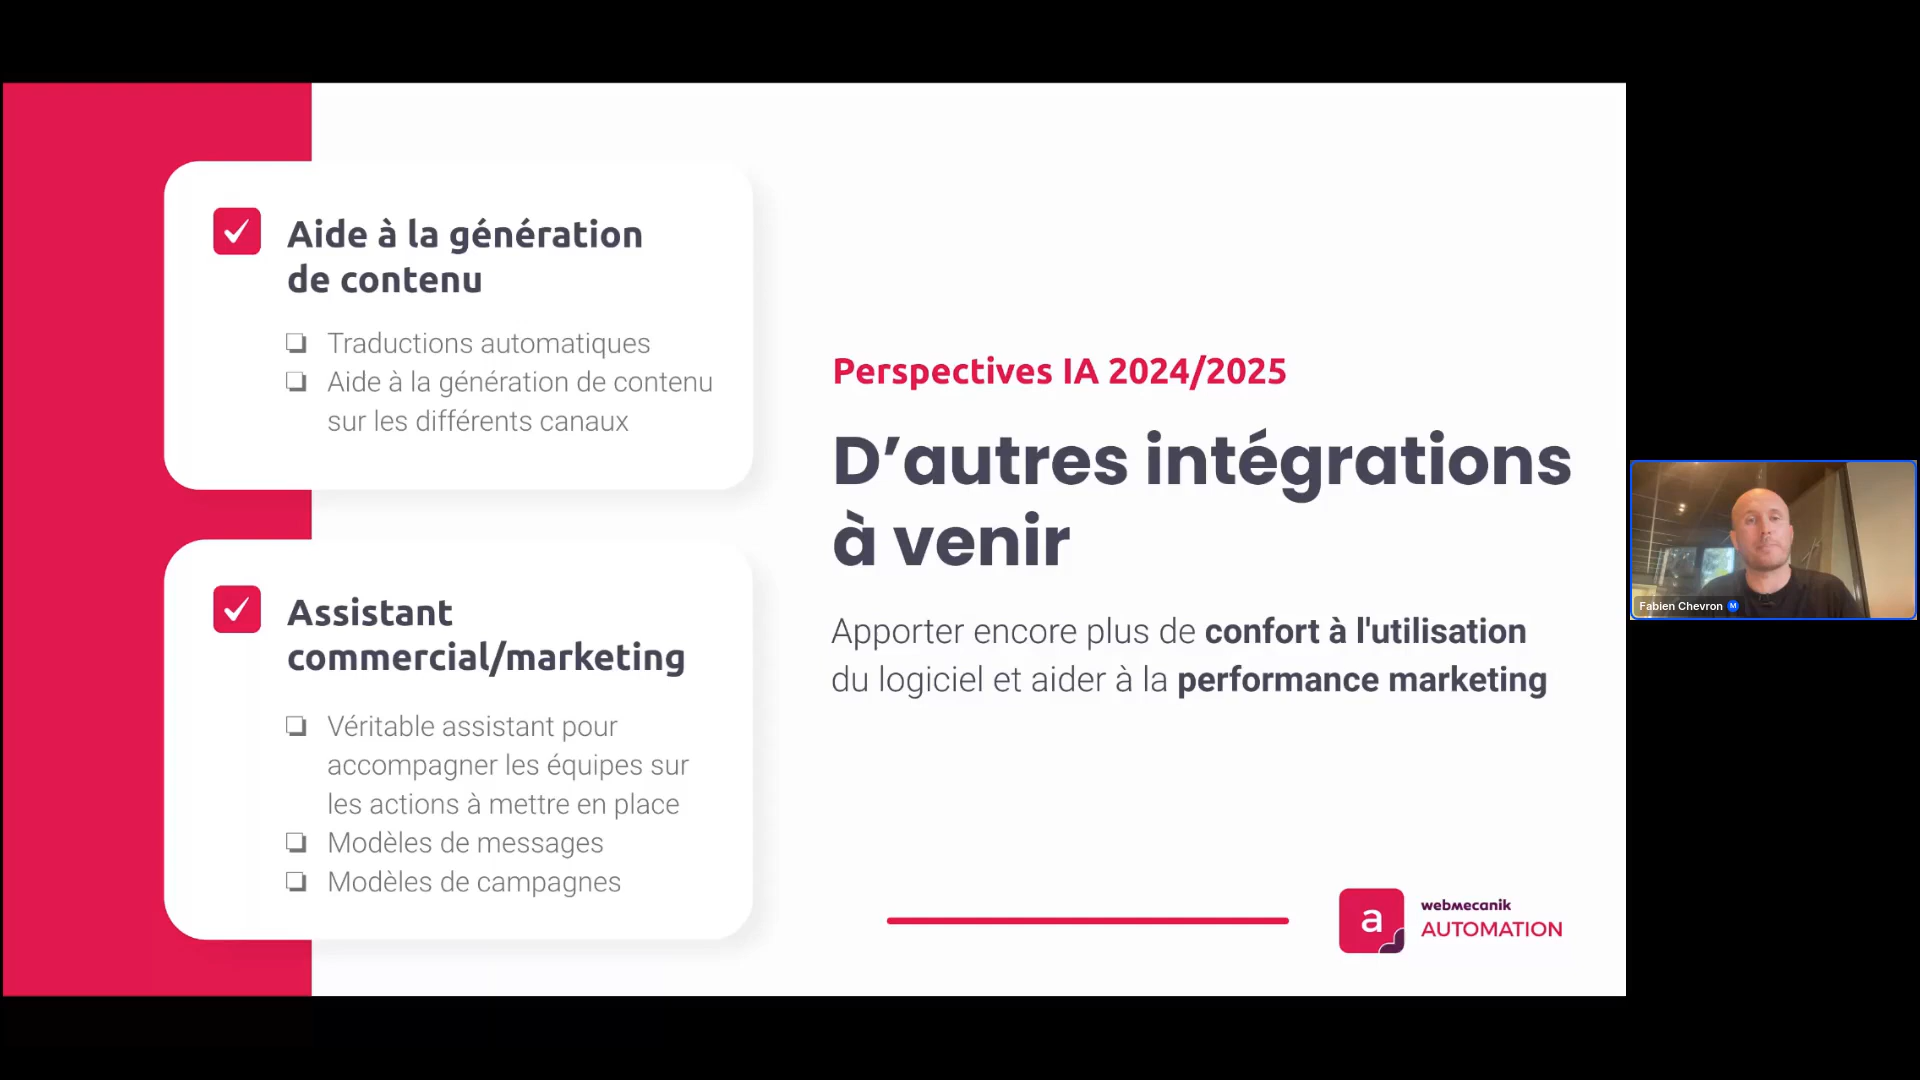 Aide à la génération
de contenu
Traductions automatiques
Aide à la génération de contenu
sur les différents canaux
Assistant
commercial/marketing
Véritable assistant pour
accompagner les équipes sur
les actions à mettre en place
Modèles de messages
Modèles de campagnes
Perspectives IA 2024/2025
D’autres intégrations
à venir
Apporter encore plus de confort à l'utilisation
du logiciel et aider à la performance marketing
a
webmecanik
AUTOMATION
Fabien Chevron M